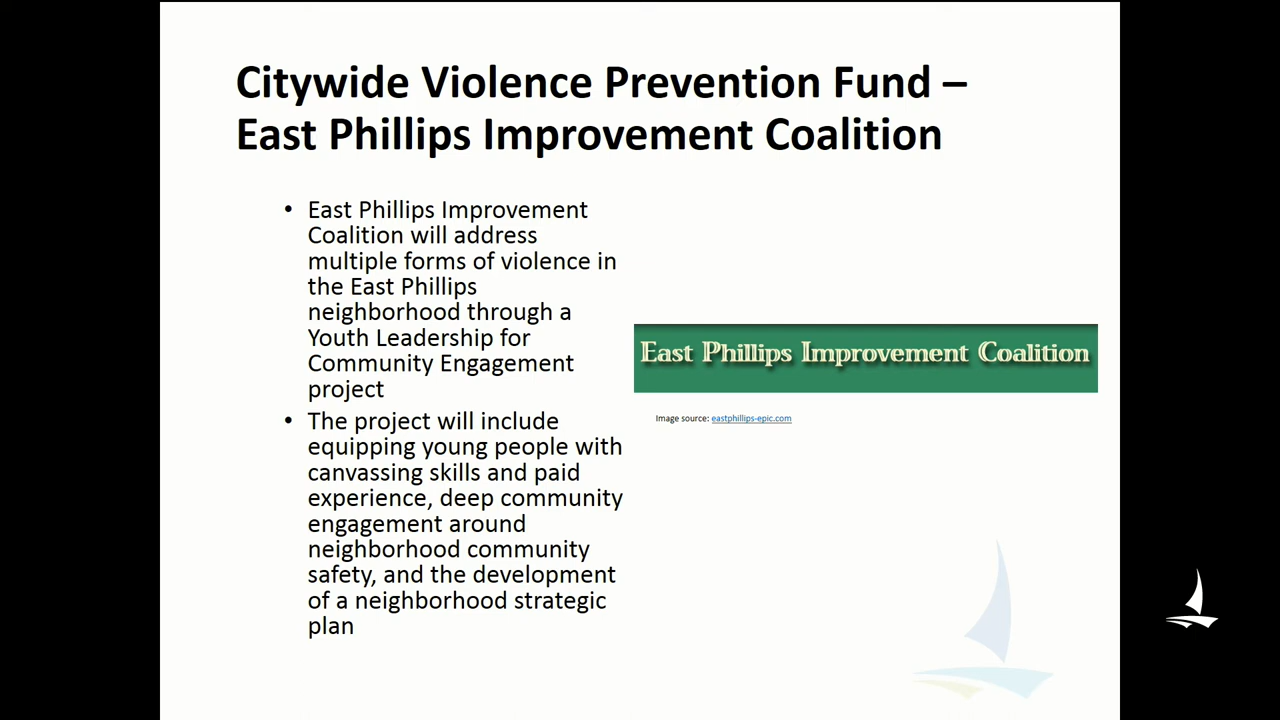 Citywide Violence Prevention Fund –
East Phillips Improvement Coalition
• East Phillips Improvement
Coalition will address
multiple forms of violence in
the East Phillips
neighborhood through a
Youth Leadership for
Community Engagement
project
• The project will include
equipping young people with
canvassing skills and paid
experience, deep community
engagement around
neighborhood community
safety, and the development
of a neighborhood strategic
plan
East Phillips Improvement Coalition
Image source: eastphillips-epic.com